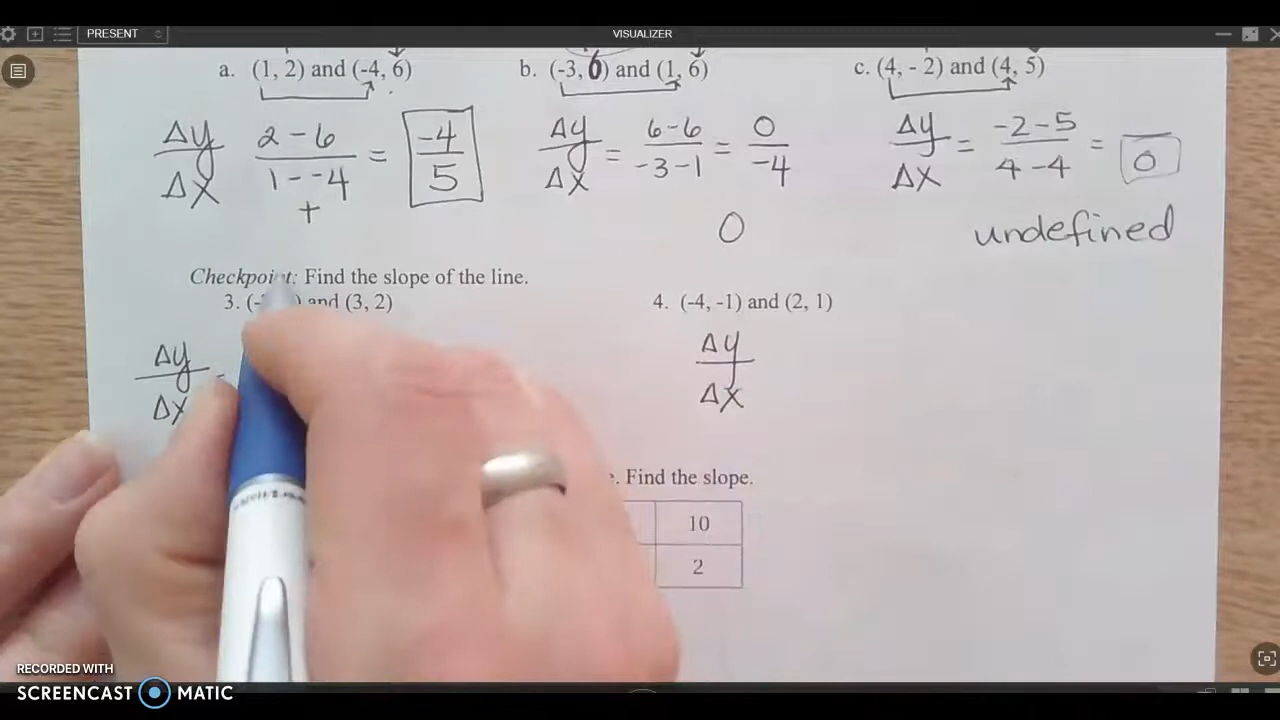 PRESENT
VISUALIZER
a. (1, 2) and (-4, 6)
b. (-3, 6) and (1, 6)
c. (4, - 2) and (4, 5)
Δy/Δx 2 - 6 / 1 - -4 = -4/5
+
Δy/Δx = 6-6 / -3-1 = 0/-4
0
Δy/Δx = -2-5 / 4-4 = /0
undefined
Checkpoint: Find the slope of the line.
3. (- and (3, 2)
4. (-4, -1) and (2, 1)
Δy/Δx =
Δy/Δx
. Find the slope.
10
2
RECORDED WITH
SCREENCAST MATIC